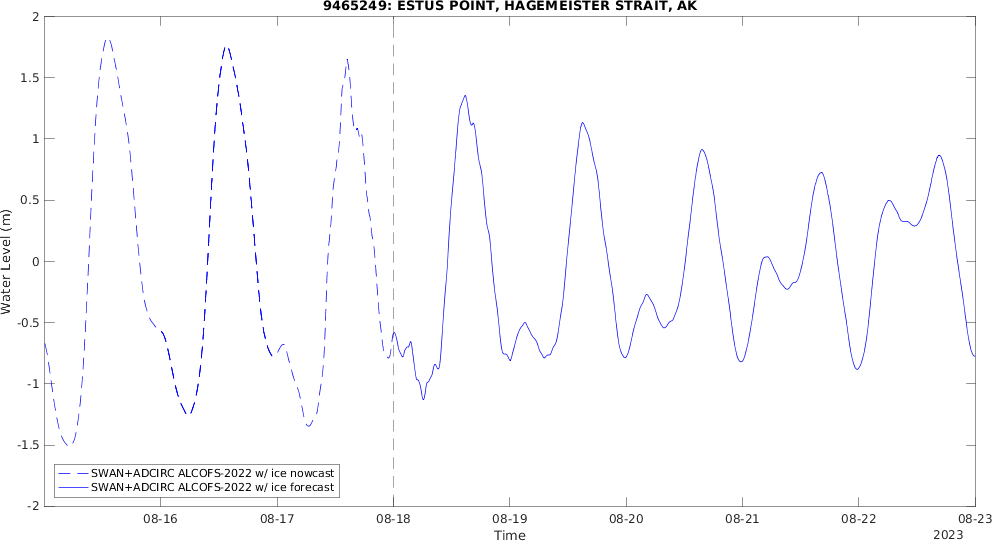 9465249: ESTUS POINT, HAGEMEISTER STRAIT, AK
2
1.5
1
0.5
0
-0.5
-1
-1.5
-2
Water Level (m)
SWAN+ADCIRC ALCOFS-2022 w/ ice nowcast
SWAN+ADCIRC ALCOFS-2022 w/ ice forecast
08-16 08-17 08-18 08-19 08-20 08-21 08-22 08-23
Time
2023